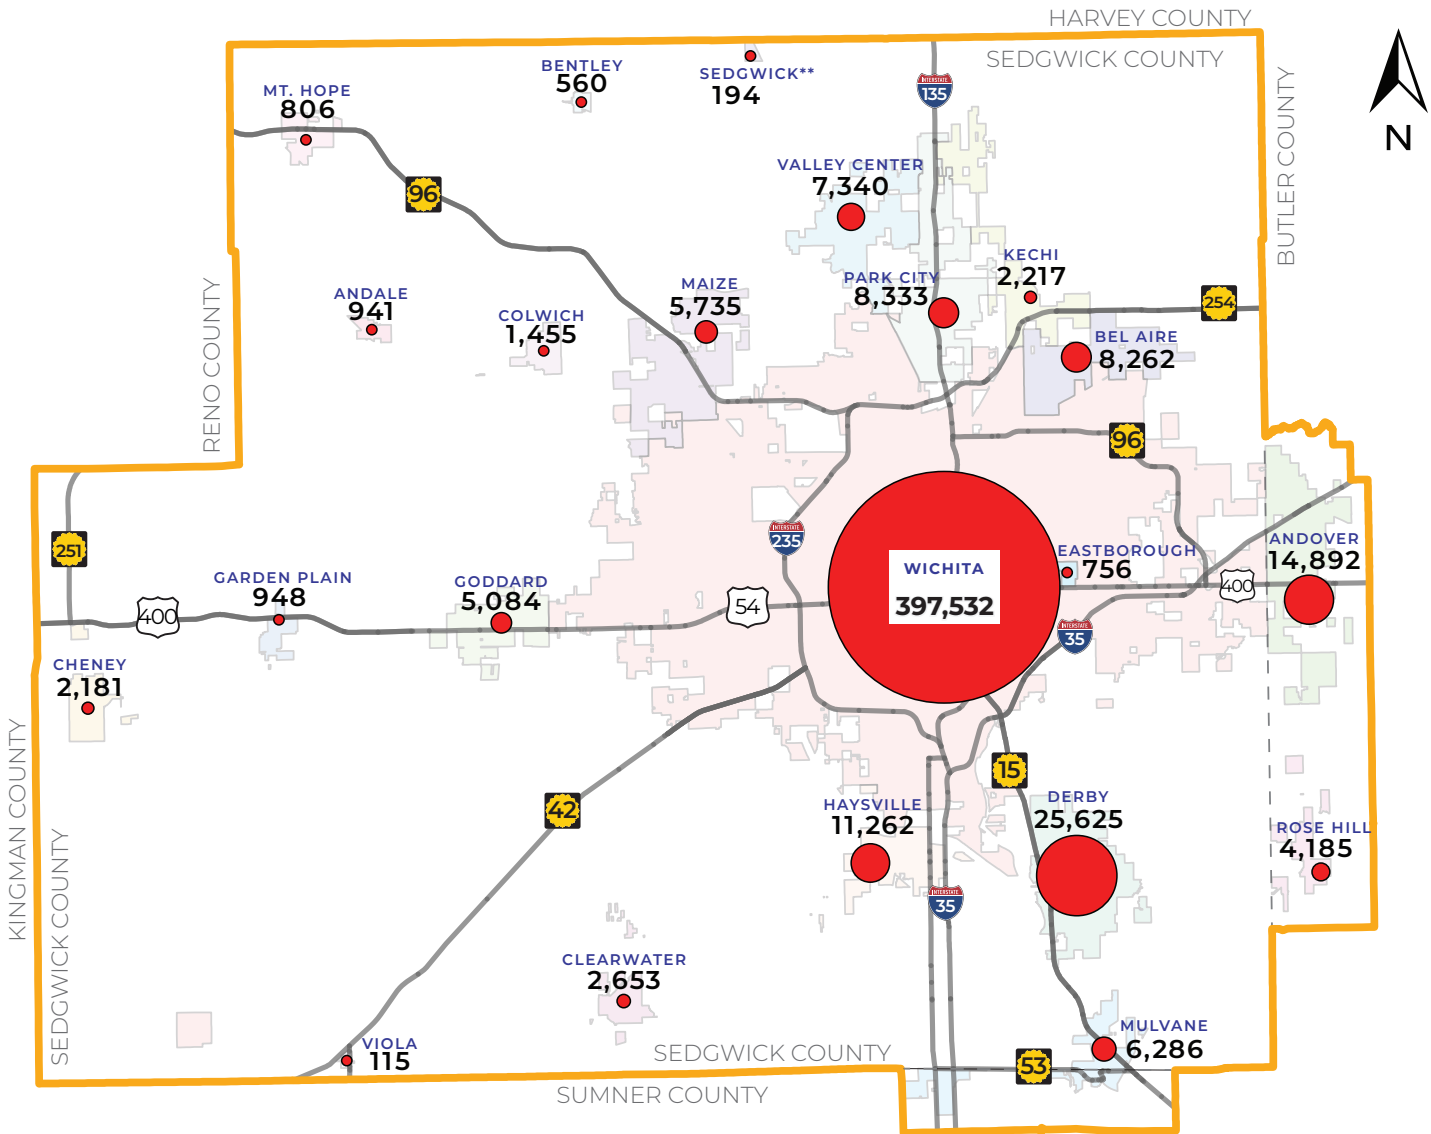 HARVEY COUNTY
SEDGWICK COUNTY
BENTLEY
560
SEDGWICK**
194
MT. HOPE
806
INTERSTATE
135
BUTLER COUNTY
N
VALLEY CENTER
7,340
96
KECHI
2,217
PARK CITY
8,333
MAIZE
5,735
ANDALE
941
COLWICH
1,455
254
BEL AIRE
8,262
RENO COUNTY
96
INTERSTATE
235
251
EASTBOROUGH
756
ANDOVER
14,892
WICHITA
397,532
GARDEN PLAIN
948
GODDARD
5,084
400
54
400
INTERSTATE
35
CHENEY
2,181
KINGMAN COUNTY
SEDGWICK COUNTY
15
42
HAYSVILLE
11,262
DERBY
25,625
ROSE HILL
4,185
INTERSTATE
35
CLEARWATER
2,653
VIOLA
115
MULVANE
6,286
SEDGWICK COUNTY
53
SUMNER COUNTY